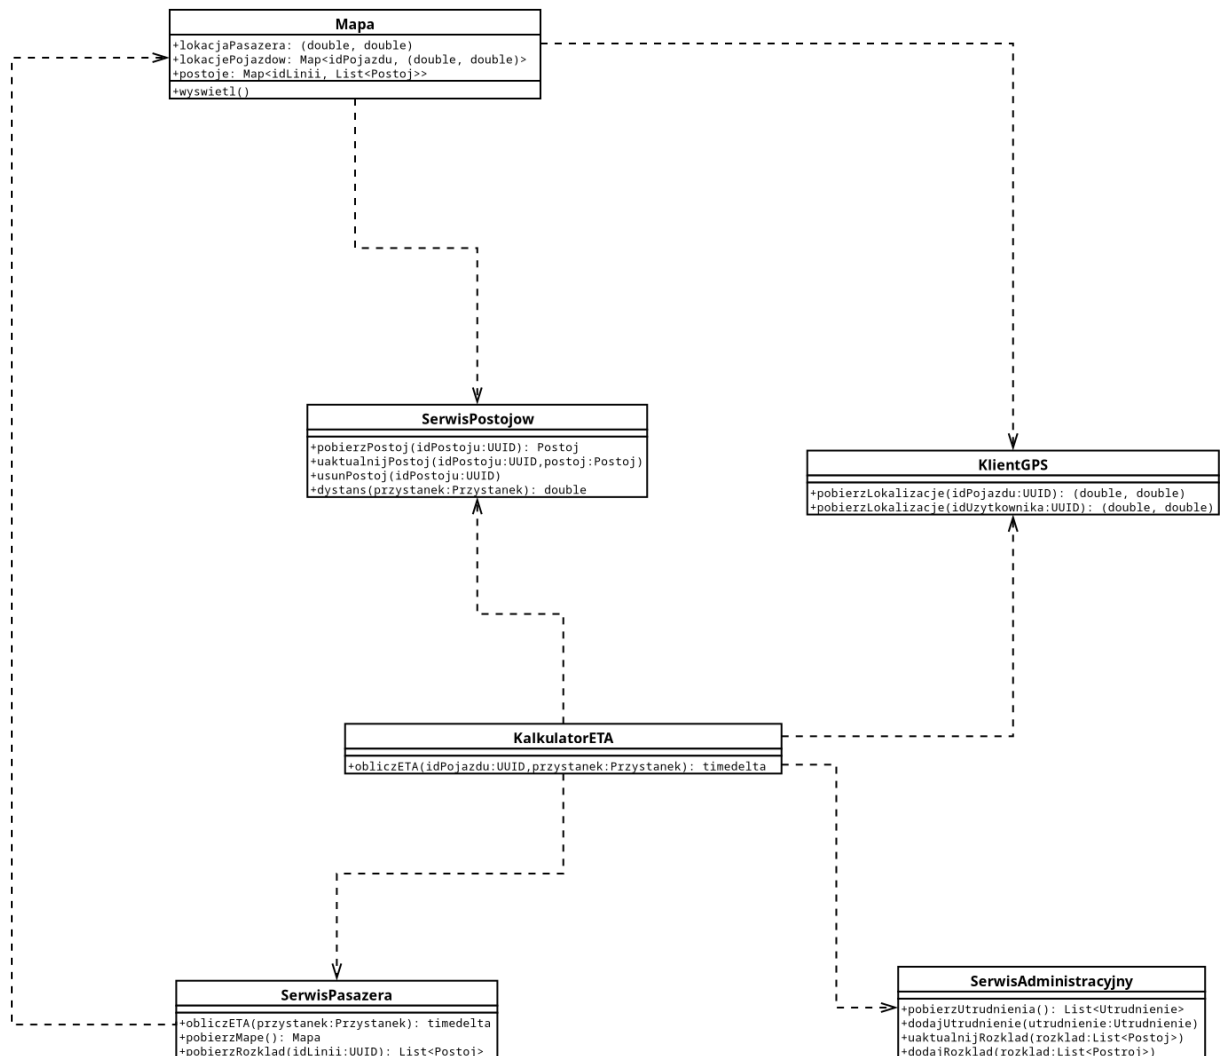 Mapa
+lokacjaPasazera: (double, double)
+lokacjePojazdow: Map<idPojazdu, (double, double)>
+postoje: Map<idLinii, List<Postoj>>
+wyswietl()
SerwisPostojow
+pobierzPostoj(idPostoju:UUID): Postoj
+uaktualnijPostoj(idPostoju:UUID,postoj:Postoj)
+usunPostoj(idPostoju:UUID)
+dystans(przystanek:Przystanek): double
KlientGPS
+pobierzLokalizacje(idPojazdu:UUID): (double, double)
+pobierzLokalizacje(idUzytkownika:UUID): (double, double)
KalkulatorETA
+obliczETA(idPojazdu:UUID,przystanek:Przystanek): timedelta
SerwisPasazera
+obliczETA(przystanek:Przystanek): timedelta
+pobierzMape(): Mapa
+pobierzRozklad(idLinii:UUID): List<Postoj>
SerwisAdministracyjny
+pobierzUtrudnienia(): List<Utrudnienie>
+dodajUtrudnienie(utrudnienie:Utrudnienie)
+uaktualnijRozklad(rozklad:List<Postoj>)
+dodajRozklad(rozklad:List<Postroj>)